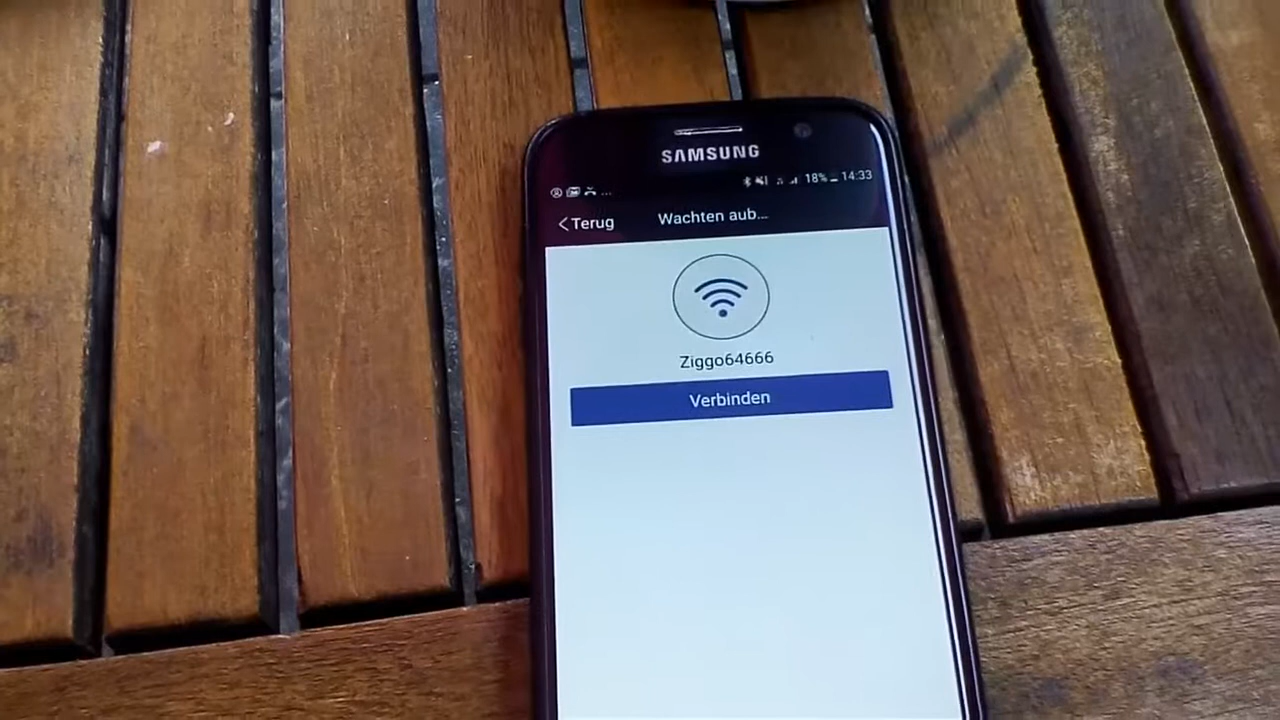 SAMSUNG
... 18% 14:33
Terug Wachten aub...
Ziggo64666
Verbinden